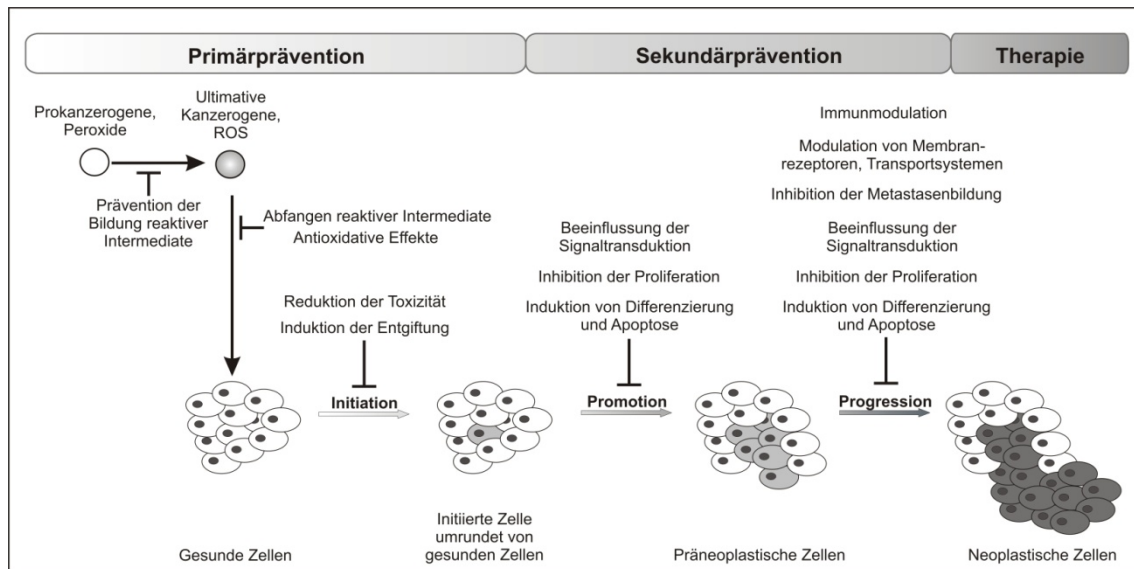 Primärprävention
Sekundärprävention
Therapie
Prokanzerogene,
Peroxide
Ultimative
Kanzerogene,
ROS
Prävention der
Bildung reaktiver
Intermediate
Abfangen reaktiver Intermediate
Antioxidative Effekte
Reduktion der Toxizität
Induktion der Entgiftung
Beeinflussung der
Signaltransduktion
Inhibition der Proliferation
Induktion von Differenzierung
und Apoptose
Immunmodulation
Modulation von Membran-
rezeptoren, Transportsystemen
Inhibition der Metastasenbildung
Beeinflussung der
Signaltransduktion
Inhibition der Proliferation
Induktion von Differenzierung
und Apoptose
Initiation
Promotion
Progression
Gesunde Zellen
Initiierte Zelle
umrundet von
gesunden Zellen
Präneoplastische Zellen
Neoplastische Zellen